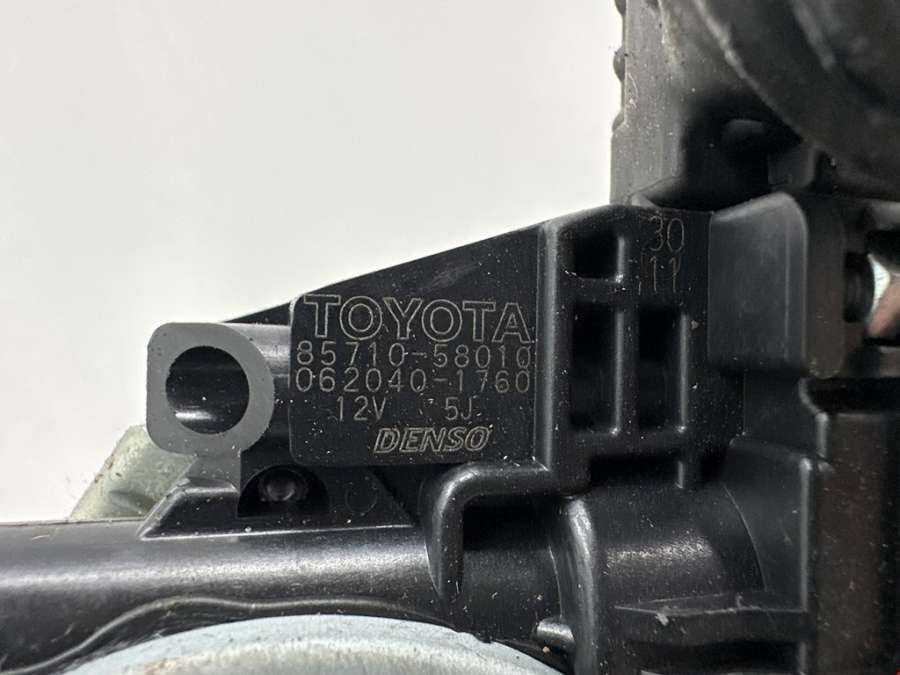 30
11
TOYOTA
85710-58010
062040-1760
12V 5J
DENSO